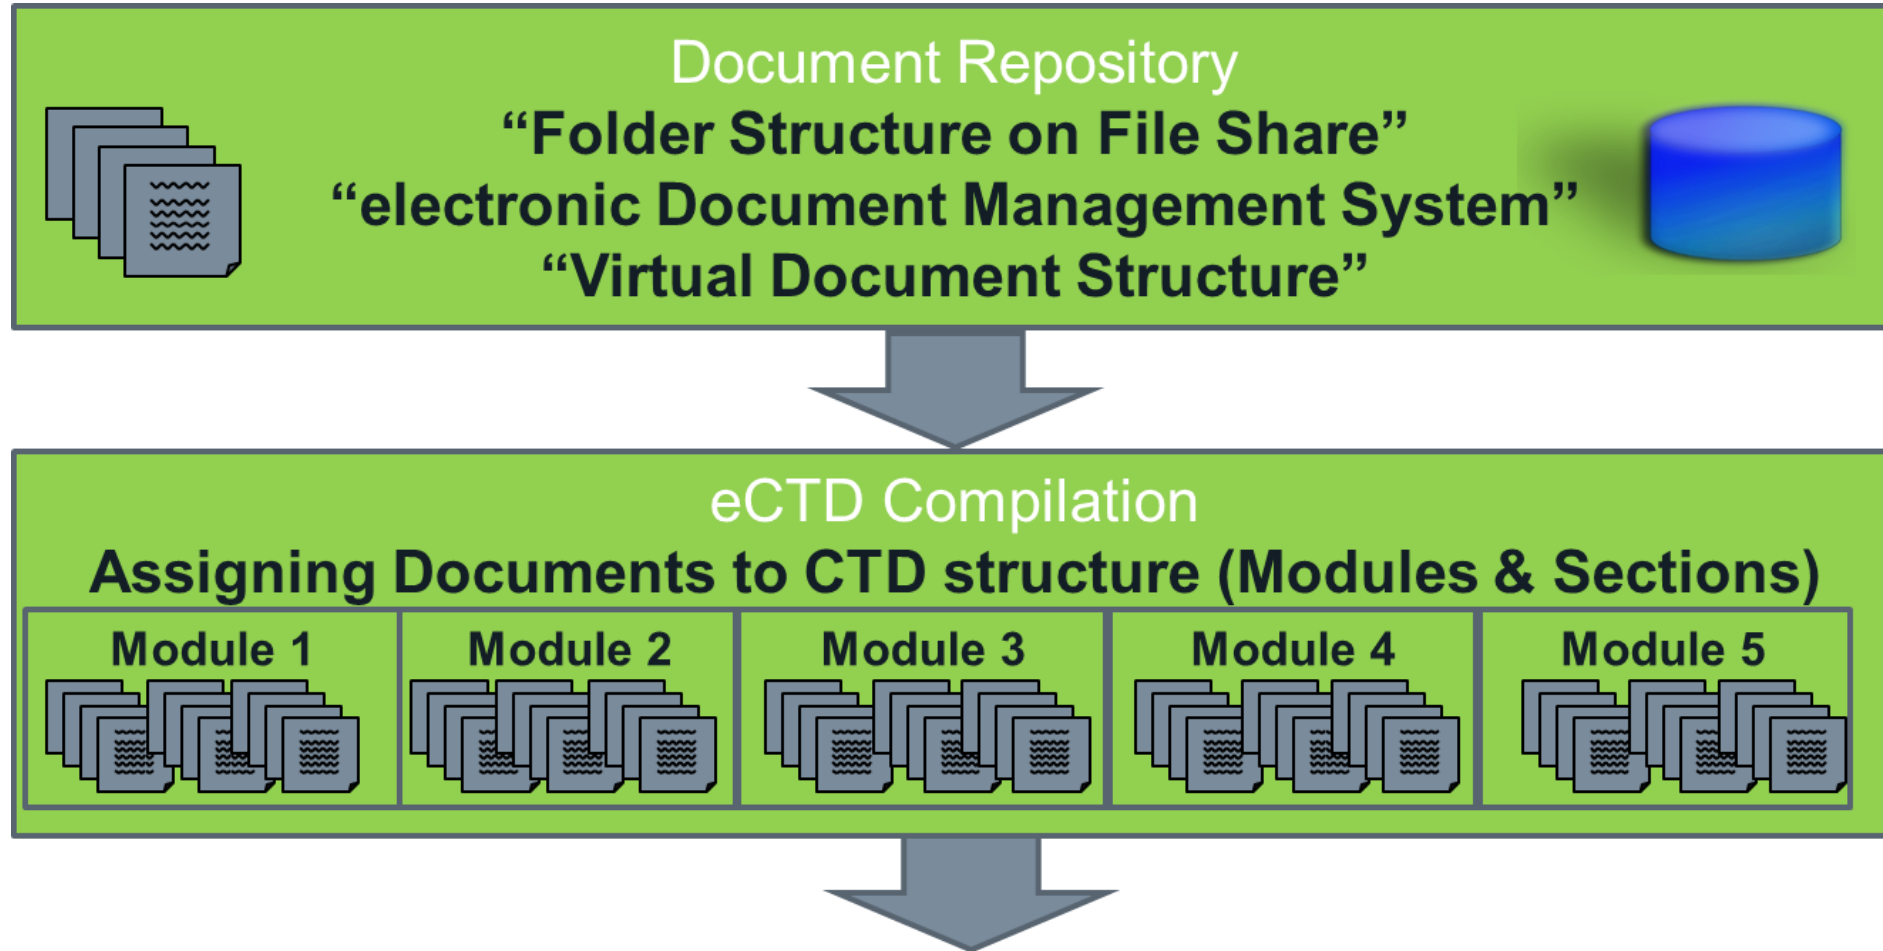 Document Repository
“Folder Structure on File Share”
“electronic Document Management System”
“Virtual Document Structure”
eCTD Compilation
Assigning Documents to CTD structure (Modules & Sections)
Module 1
Module 2
Module 3
Module 4
Module 5